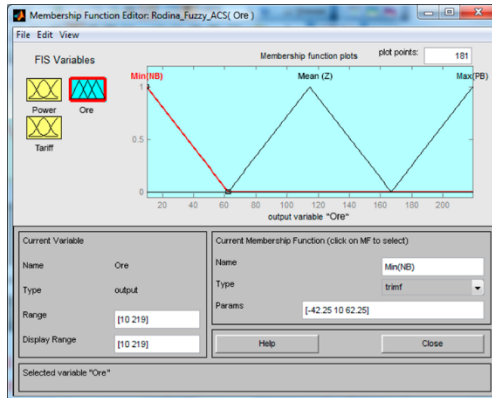 Membership Function Editor: Rodina_Fuzzy_ACS( Ore )
File Edit View
FIS Variables
Membership function plots
plot points:
181
Power
Ore
Tariff
Min(NB)
Mean (Z)
Max(PB)
1
0.5
0
20 40 60 80 100 120 140 160 180 200
output variable "Ore"
Current Variable
Name Ore
Type output
Range [10 219]
Display Range [10 219]
Current Membership Function (click on MF to select)
Name Min(NB)
Type trimf
Params [-42.25 10 62.25]
Help Close
Selected variable "Ore"